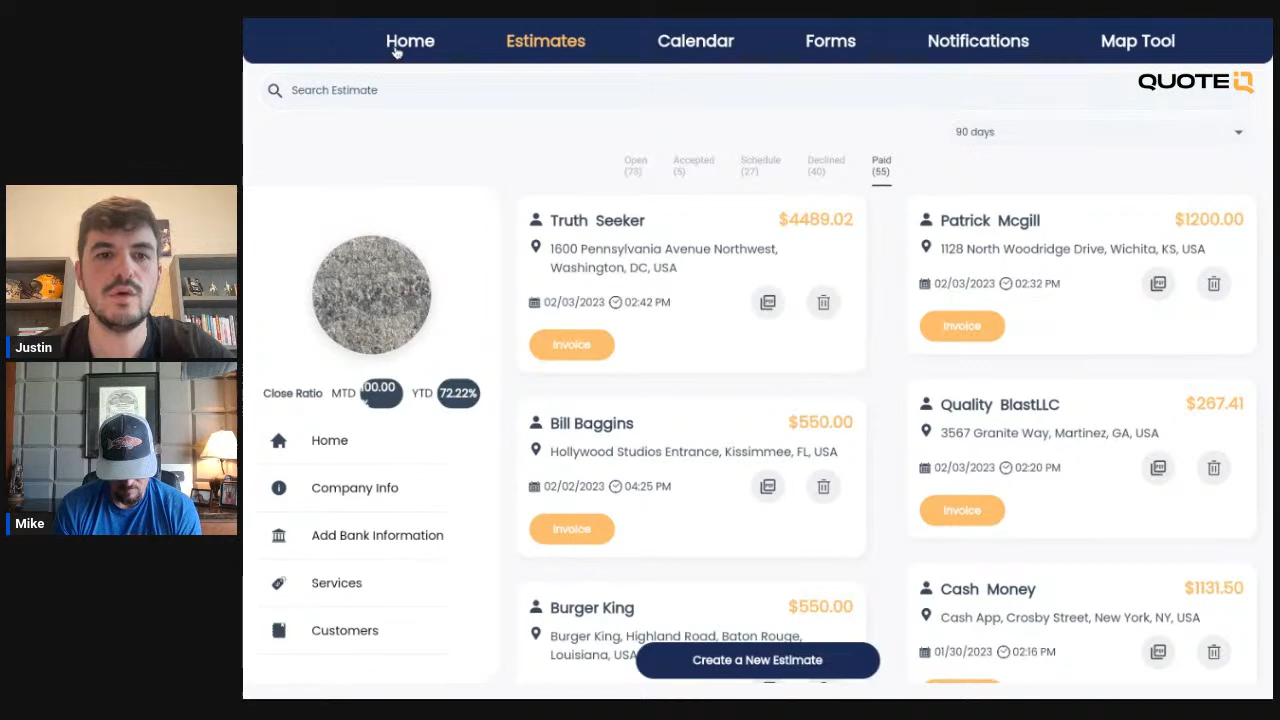 Home Estimates Calendar Forms Notifications Map Tool
Search Estimate
QUOTE IQ
90 days
Open (73) Accepted (5) Schedule (27) Declined (40) Paid (55)
Truth Seeker $4489.02
1600 Pennsylvania Avenue Northwest,
Washington, DC, USA
02/03/2023 02:42 PM
Invoice
Patrick Mcgill $1200.00
1128 North Woodridge Drive, Wichita, KS, USA
02/03/2023 02:32 PM
Invoice
Justin
Mike
Close Ratio MTD 100.00 % YTD 72.22%
Home
Company Info
Add Bank Information
Services
Customers
Bill Baggins $550.00
Hollywood Studios Entrance, Kissimmee, FL, USA
02/02/2023 04:25 PM
Invoice
Quality BlastLLC $267.41
3567 Granite Way, Martinez, GA, USA
02/03/2023 02:20 PM
Invoice
Burger King $550.00
Burger King, Highland Road, Baton Rouge,
Louisiana, USA
Cash Money $1131.50
Cash App, Crosby Street, New York, NY, USA
01/30/2023 02:16 PM
Create a New Estimate